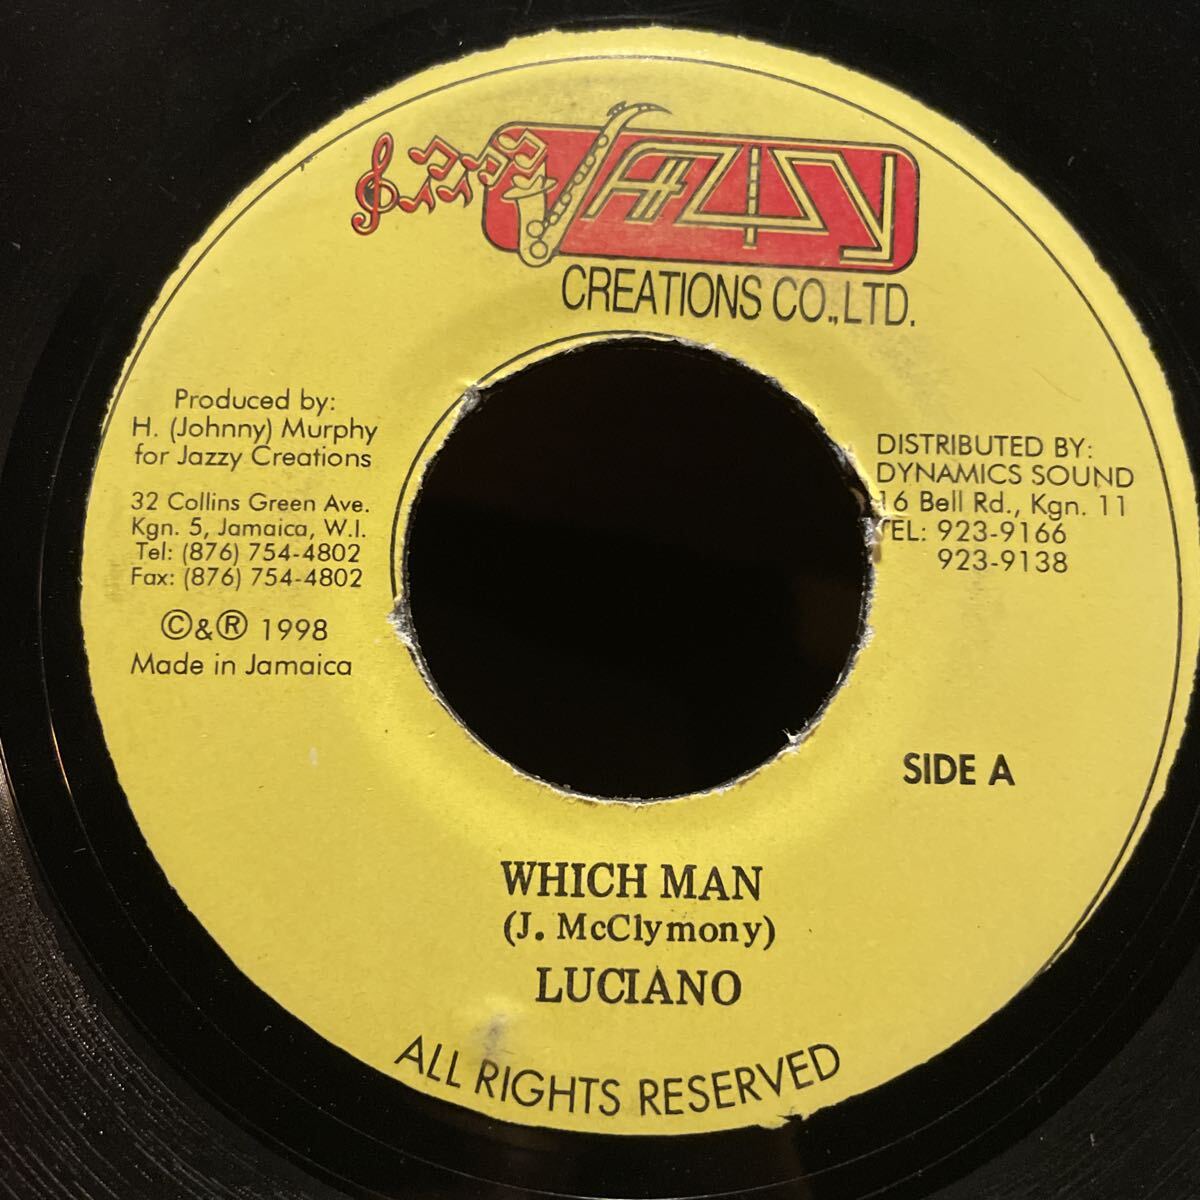 JAZZY
CREATIONS CO.,LTD.
Produced by:
H. (Johnny) Murphy
for Jazzy Creations
32 Collins Green Ave.
Kgn. 5, Jamaica, W.I.
Tel: (876) 754-4802
Fax: (876) 754-4802
©&® 1998
Made in Jamaica
DISTRIBUTED BY:
DYNAMICS SOUND
16 Bell Rd., Kgn. 11
TEL: 923-9166
923-9138
SIDE A
WHICH MAN
(J. McClymony)
LUCIANO
ALL RIGHTS RESERVED